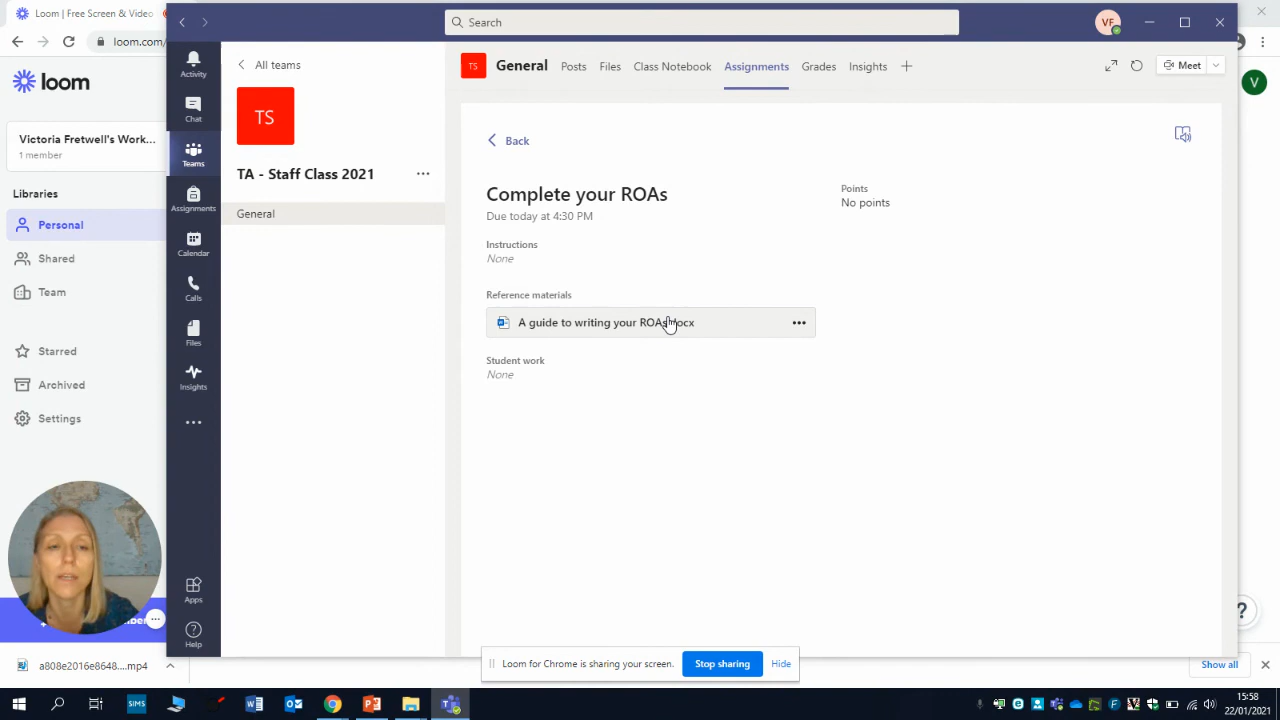 Loom | Free Screen & Video
Search
VF
loom.com/
loom
Victoria Fretwell's Work...
1 member
Libraries
Personal
Shared
Team
Starred
Archived
Settings
Activity
Chat
Teams
Assignments
Calendar
Calls
Files
Insights
Apps
Help
All teams
TS
TA - Staff Class 2021
General
TS
General
Posts
Files
Class Notebook
Assignments
Grades
Insights
Meet
V
Back
Complete your ROAs
Due today at 4:30 PM
Points
No points
Instructions
None
Reference materials
A guide to writing your ROAs.docx
Student work
None
Loom for Chrome is sharing your screen.
Stop sharing
Hide
a808e2016e8648....mp4
Show all
SIMS
15:58
22/01/2021